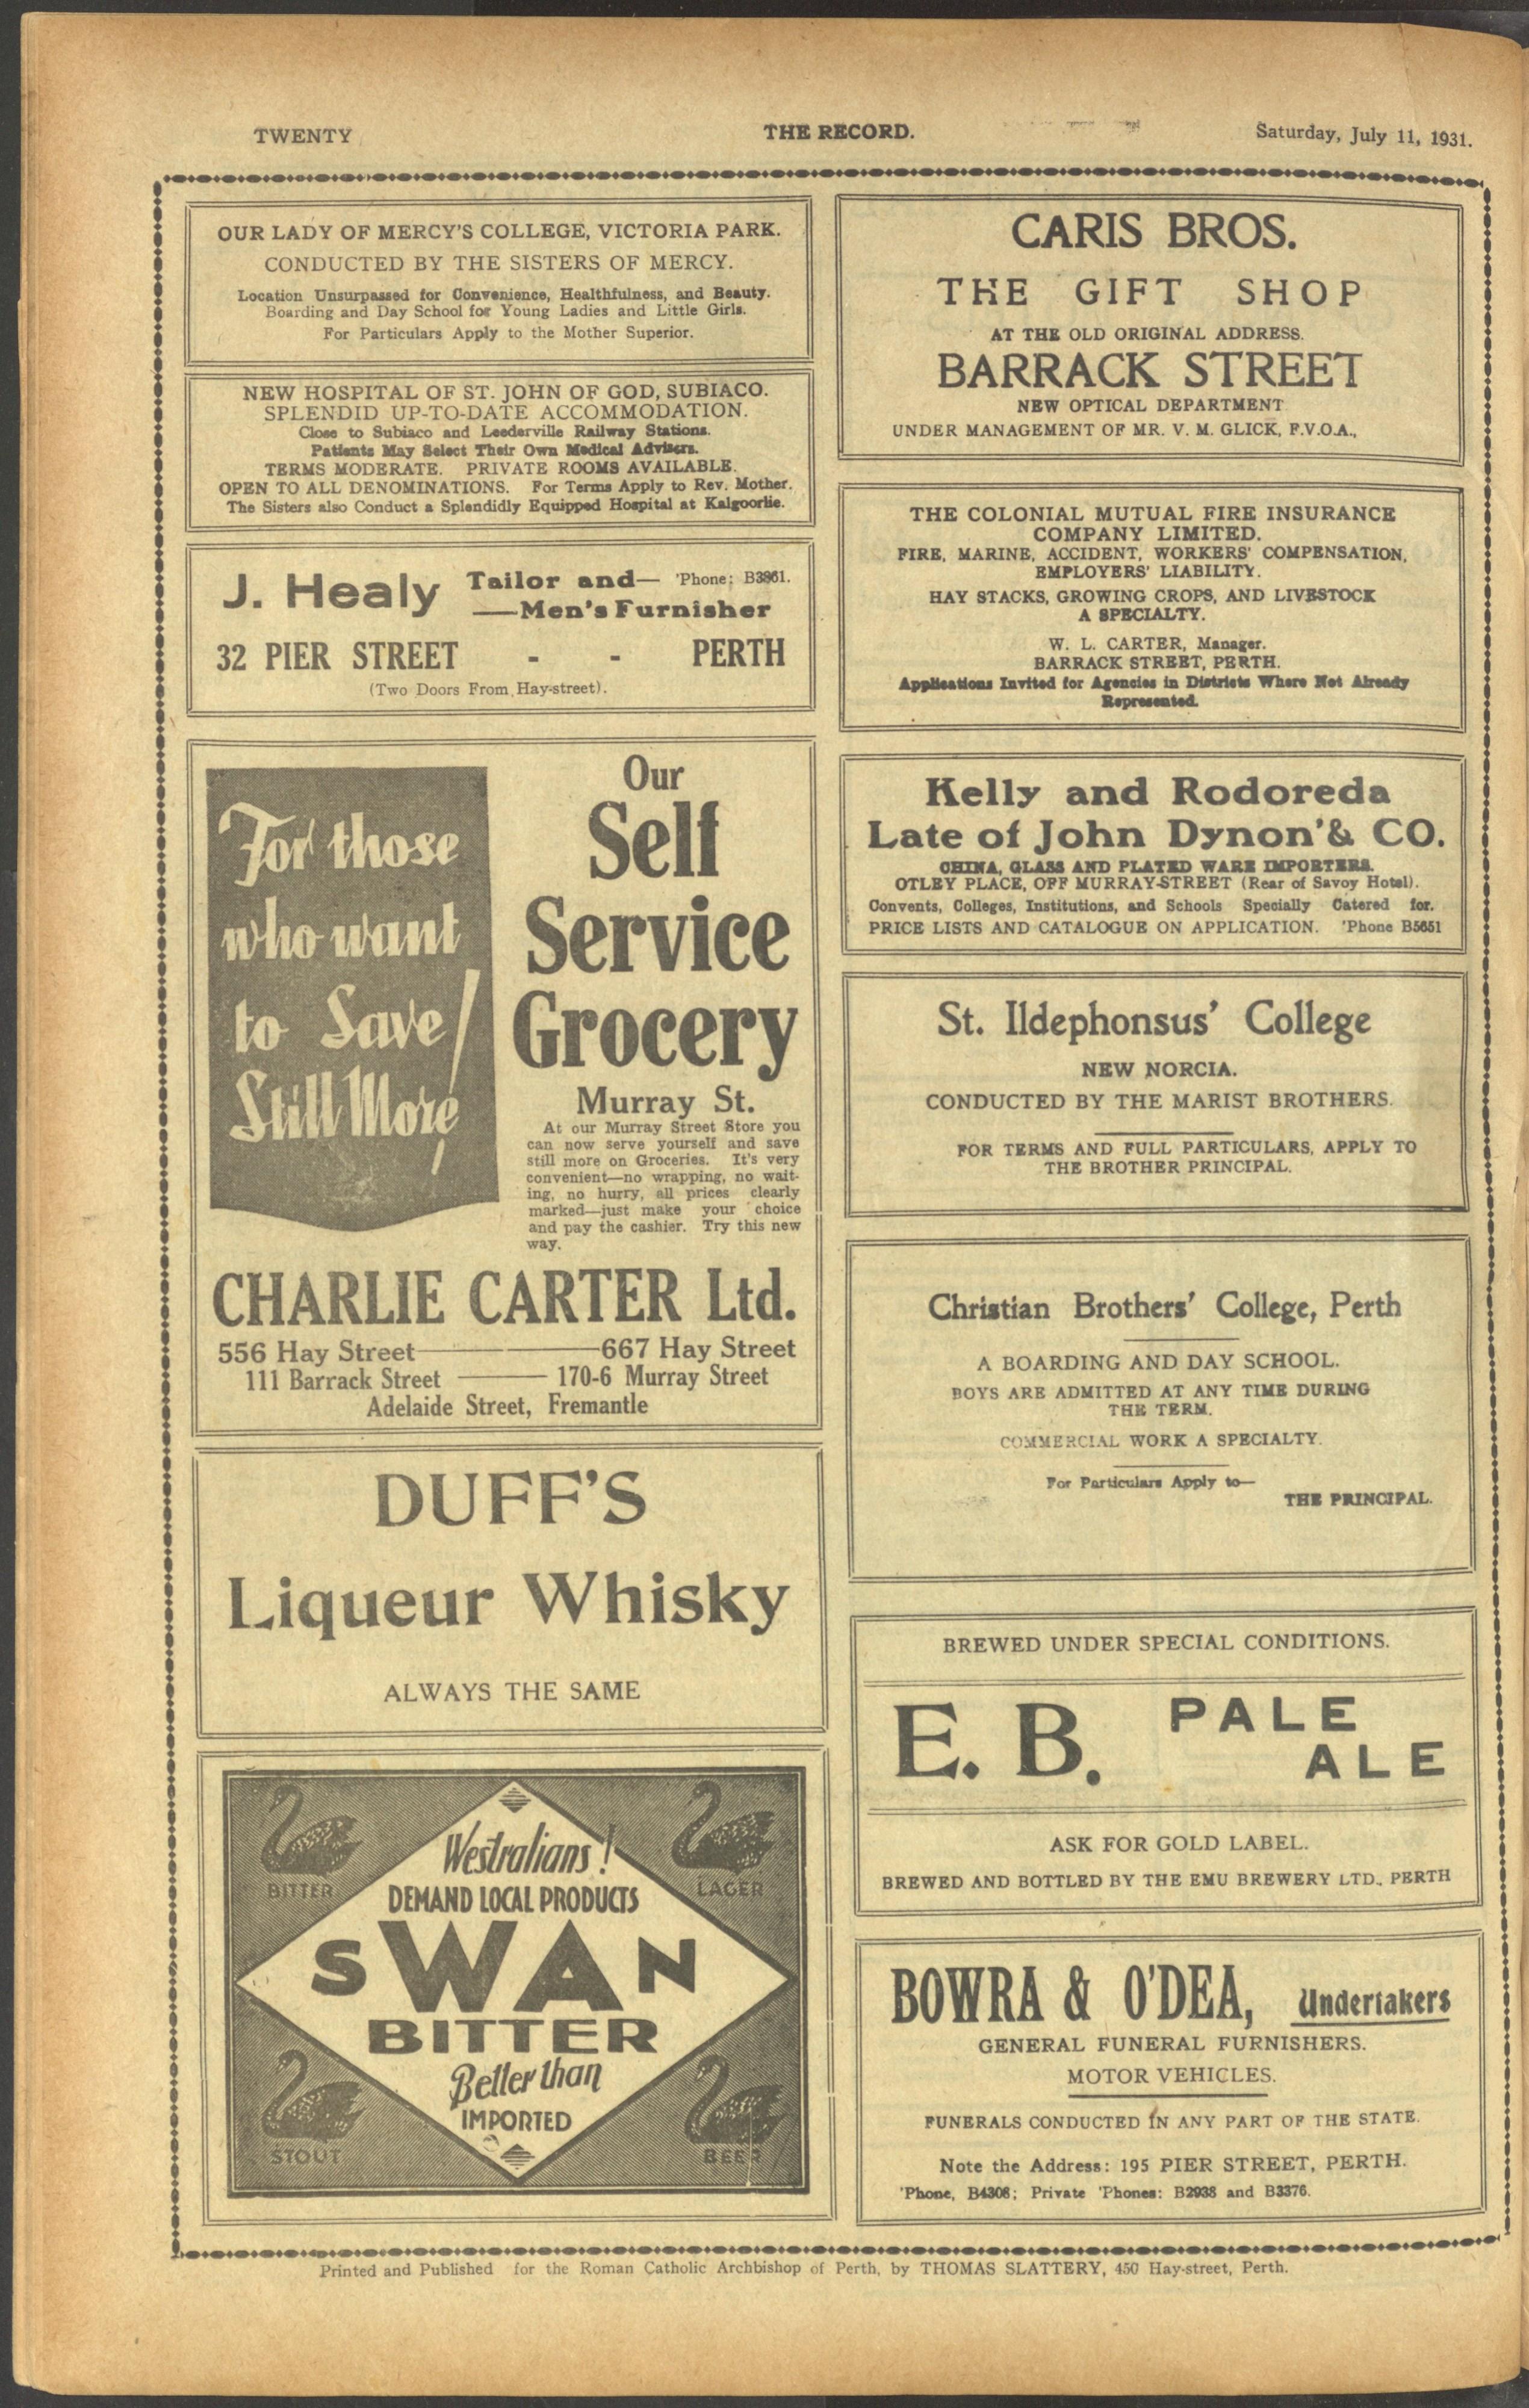 TWENTY
THE RECORD.
Saturday, July 11, 1931.
OUR LADY OF MERCY'S COLLEGE, VICTORIA PARK.
CONDUCTED BY THE SISTERS OF MERCY.
Location Unsurpassed for Convenience, Healthfulness, and Beauty.
Boarding and Day School for Young Ladies and Little Girls.
For Particulars Apply to the Mother Superior.
NEW HOSPITAL OF ST. JOHN OF GOD, SUBIACO.
SPLENDID UP-TO-DATE ACCOMMODATION.
Close to Subiaco and Leederville Railway Stations.
Patients May Select Their Own Medical Advisers.
TERMS MODERATE. PRIVATE ROOMS AVAILABLE.
OPEN TO ALL DENOMINATIONS. For Terms Apply to Rev. Mother.
The Sisters also Conduct a Splendidly Equipped Hospital at Kalgoorlie.
J. Healy
Tailor and— 'Phone:
—Men's Furnisher
32 PIER STREET - - PERTH
(Two Doors From Hay-street).
For those
who want
to Save!
Still More!
Our
Self
Service
Grocery
Murray St.
At our Murray Street Store you
can now serve yourself and save
still more on Groceries. It's very
convenient—no wrapping, no wait-
ing, no hurry, all prices clearly
marked—just make your choice
and pay the cashier. Try this new
way.
CHARLIE CARTER Ltd.
556 Hay Street——667 Hay Street
111 Barrack Street —— 170-6 Murray Street
Adelaide Street, Fremantle
DUFF'S
Liqueur Whisky
ALWAYS THE SAME
BITTER
LAGER
Westralians!
DEMAND LOCAL PRODUCTS
SWAN
BITTER
Better than
IMPORTED
STOUT
BEER
CARIS BROS.
THE GIFT SHOP
AT THE OLD ORIGINAL ADDRESS.
BARRACK STREET
NEW OPTICAL DEPARTMENT
UNDER MANAGEMENT OF MR. V. M. GLICK, F.V.O.A.,
THE COLONIAL MUTUAL FIRE INSURANCE
COMPANY LIMITED.
FIRE, MARINE, ACCIDENT, WORKERS' COMPENSATION,
EMPLOYERS' LIABILITY.
HAY STACKS, GROWING CROPS, AND LIVESTOCK
A SPECIALTY.
W. L. CARTER, Manager.
BARRACK STREET, PERTH.
Applications Invited for Agencies in Districts Where Not Already
Represented.
Kelly and Rodoreda
Late of John Dynon'& CO.
CHINA, GLASS AND PLATED WARE IMPORTERS.
OTLEY PLACE, OFF MURRAY-STREET (Rear of Savoy Hotel).
Convents, Colleges, Institutions, and Schools Specially Catered for.
PRICE LISTS AND CATALOGUE ON APPLICATION. 'Phone B5651
St. Ildephonsus' College
NEW NORCIA.
CONDUCTED BY THE MARIST BROTHERS.
FOR TERMS AND FULL PARTICULARS, APPLY TO
THE BROTHER PRINCIPAL.
Christian Brothers' College, Perth
A BOARDING AND DAY SCHOOL.
BOYS ARE ADMITTED AT ANY TIME DURING
THE TERM.
COMMERCIAL WORK A SPECIALTY.
For Particulars Apply to—
THE PRINCIPAL.
BREWED UNDER SPECIAL CONDITIONS.
E. B. PALE
ALE
ASK FOR GOLD LABEL.
BREWED AND BOTTLED BY THE EMU BREWERY LTD., PERTH
BOWRA & O'DEA, Undertakers
GENERAL FUNERAL FURNISHERS.
MOTOR VEHICLES.
FUNERALS CONDUCTED IN ANY PART OF THE STATE.
Note the Address: 195 PIER STREET, PERTH.
'Phone, B4308; Private 'Phones: B2938 and B3376.
Printed and Published for the Roman Catholic Archbishop of Perth, by THOMAS SLATTERY, 450 Hay-street, Perth.